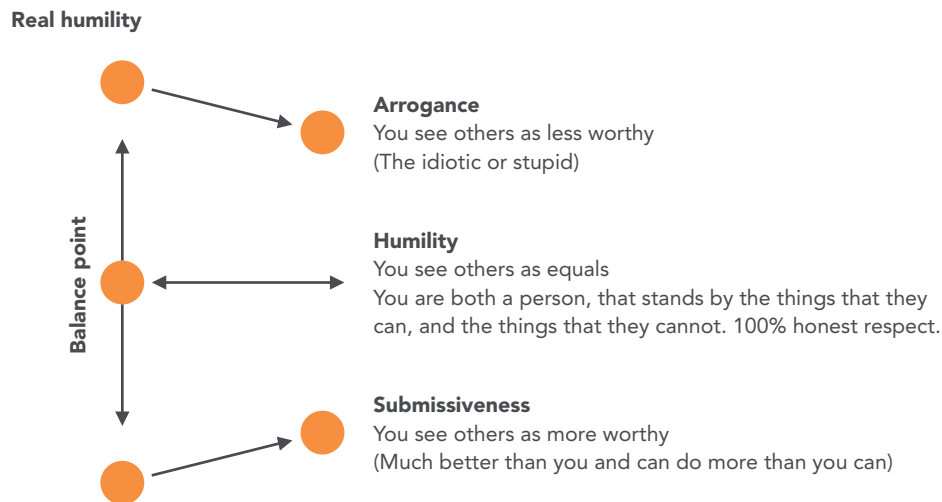 Real humility
Arrogance
You see others as less worthy
(The idiotic or stupid)
Balance point
Humility
You see others as equals
You are both a person, that stands by the things that they
can, and the things that they cannot. 100% honest respect.
Submissiveness
You see others as more worthy
(Much better than you and can do more than you can)